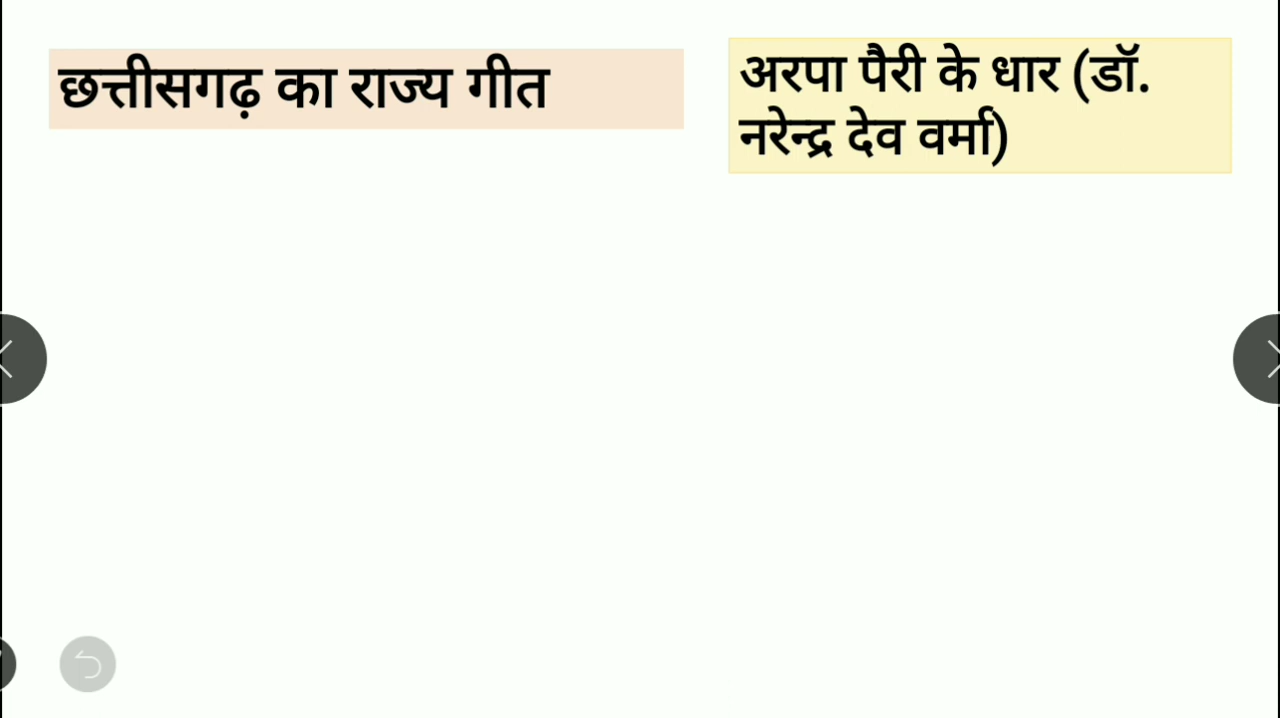 छत्तीसगढ़ का राज्य गीत
अरपा पैरी के धार (डॉ.
नरेन्द्र देव वर्मा)